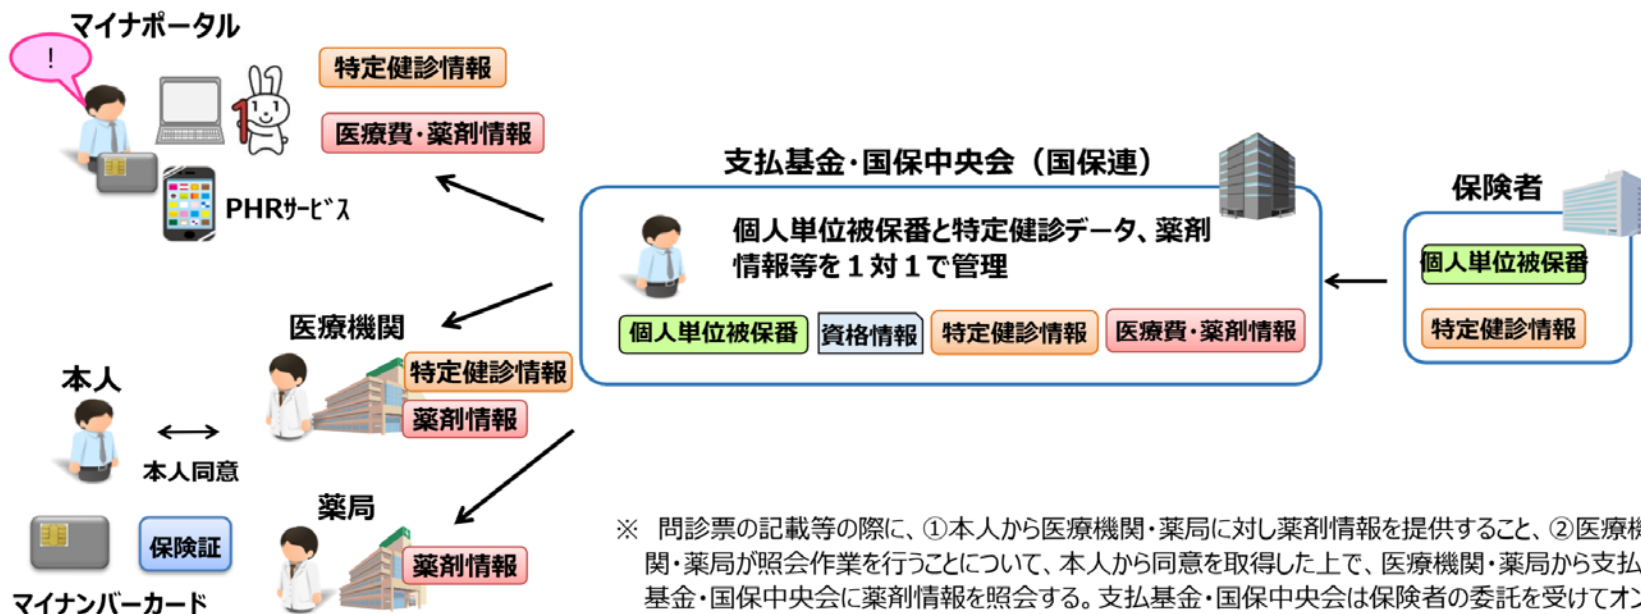 マイナポータル
!
特定健診情報
医療費・薬剤情報
PHRサービス
支払基金・国保中央会（国保連）
個人単位被保番と特定健診データ、薬剤
情報等を１対１で管理
個人単位被保番
資格情報
特定健診情報
医療費・薬剤情報
保険者
個人単位被保番
特定健診情報
医療機関
特定健診情報
薬剤情報
本人
本人同意
薬局
薬剤情報
保険証
マイナンバーカード
※　問診票の記載等の際に、①本人から医療機関・薬局に対し薬剤情報を提供すること、②医療機
関・薬局が照会作業を行うことについて、本人から同意を取得した上で、医療機関・薬局から支払
基金・国保中央会に薬剤情報を照会する。支払基金・国保中央会は保険者の委託を受けてオン